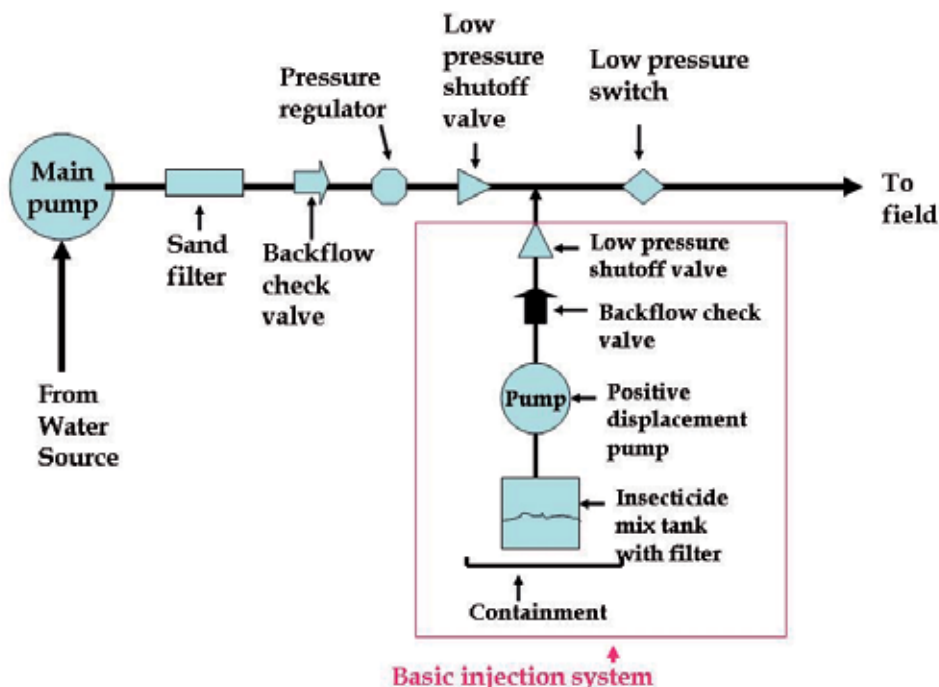 Main
pump
From
Water
Source
Sand
filter
Backflow
check
valve
Pressure
regulator
Low
pressure
shutoff
valve
Low pressure
switch
To
field
Low pressure
shutoff valve
Backflow check
valve
Pump
Positive
displacement
pump
Insecticide
mix tank
with filter
Containment
Basic injection system